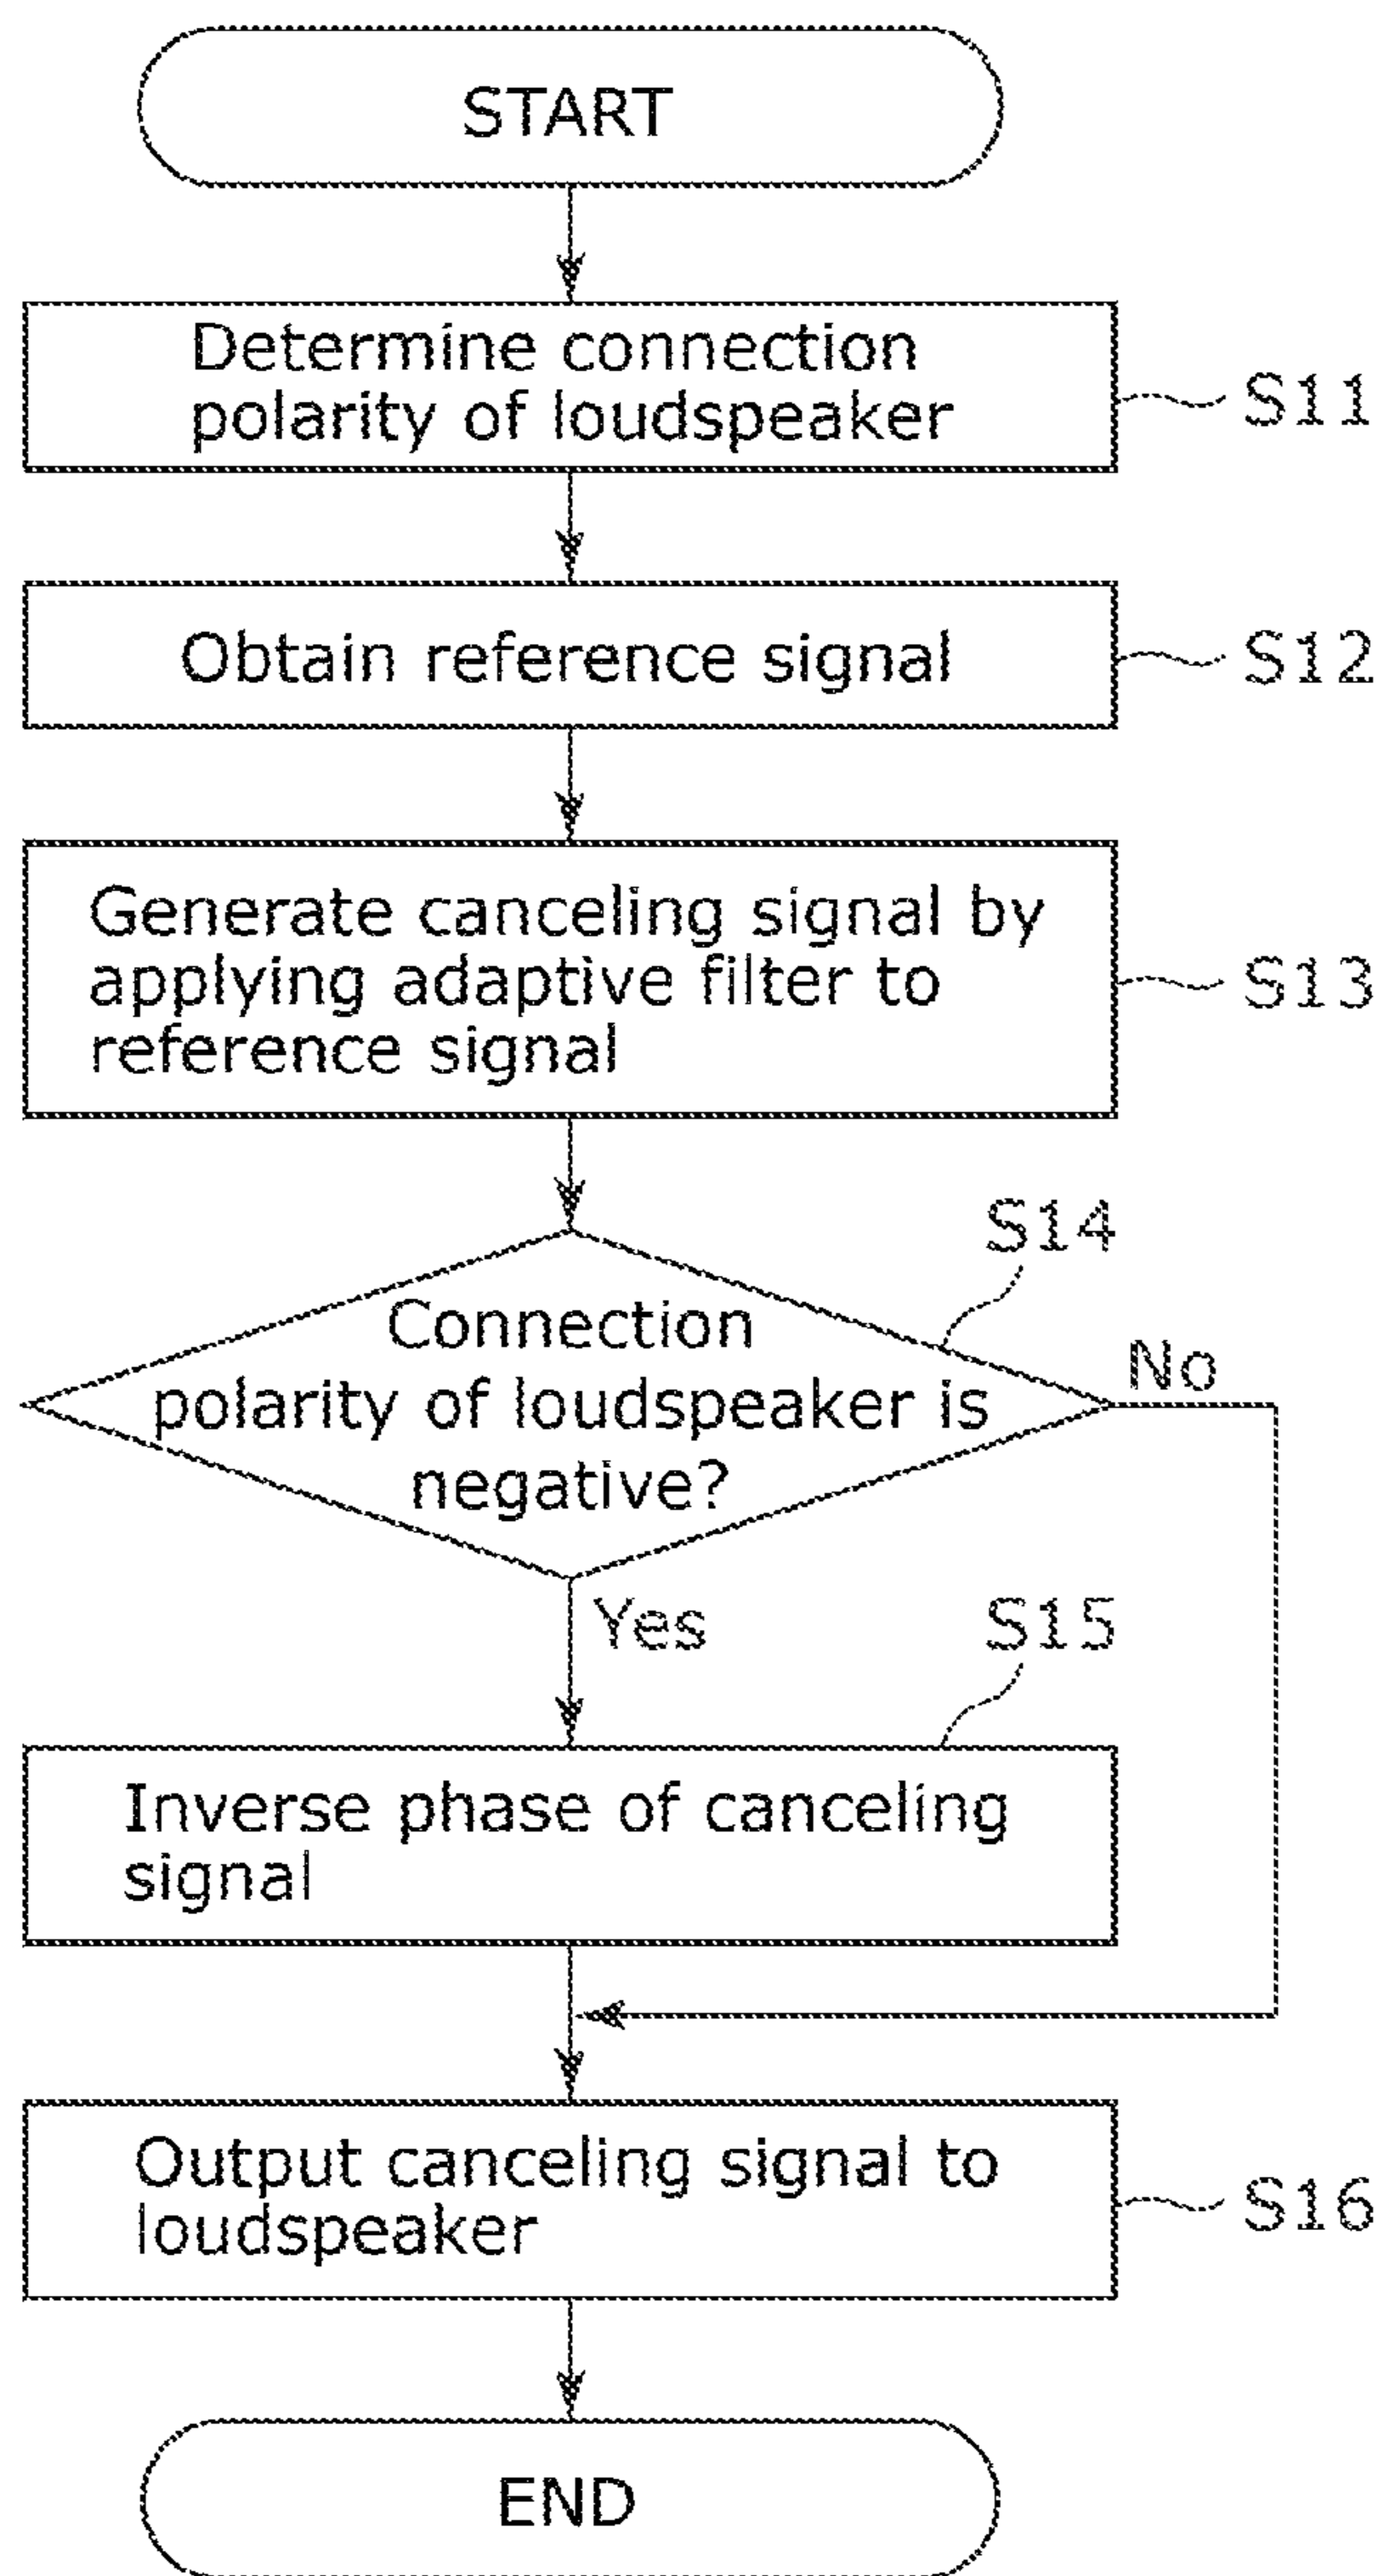 START
Determine connection
polarity of loudspeaker
S11
Obtain reference signal
S12
Generate canceling signal by
applying adaptive filter to
reference signal
S13
S14
Connection
polarity of loudspeaker is
negative?
No
Yes
S15
Inverse phase of canceling
signal
Output canceling signal to
loudspeaker
S16
END